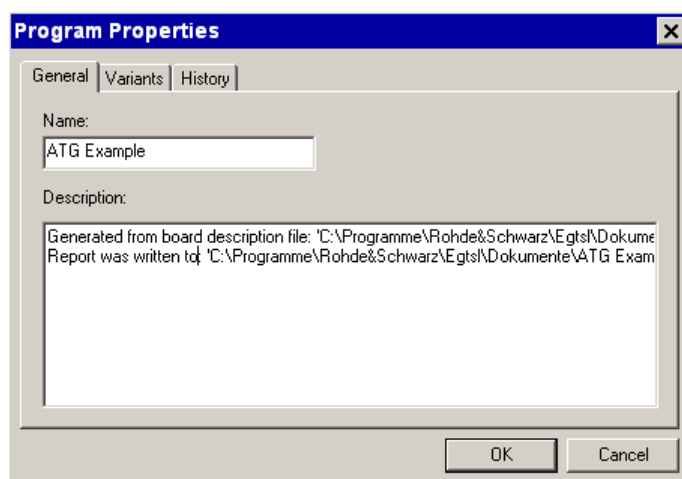 Program Properties
General Variants History
Name:
ATG Example
Description:
Generated from board description file: 'C:\Programme\Rohde&Schwarz\Egtsl\Dokume
Report was written to: 'C:\Programme\Rohde&Schwarz\Egtsl\Dokumente\ATG Exam
OK Cancel